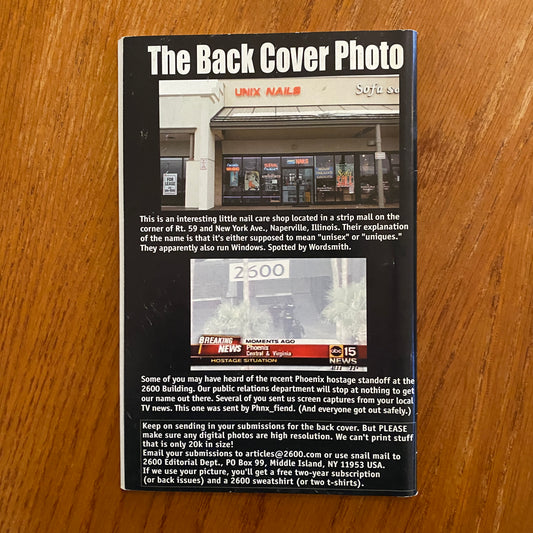 The Back Cover Photo
UNIX NAILS
Sofa
FOR
LEASE
NAILS
SALE
This is an interesting little nail care shop located in a strip mall on the
corner of Rt. 59 and New York Ave., Naperville, Illinois. Their explanation
of the name is that it's either supposed to mean "unisex" or "uniques."
They apparently also run Windows. Spotted by Wordsmith.
2600
BREAKING
NEWS
MOMENTS AGO
Phoenix
Central & Virginia
HOSTAGE SITUATION
abc 15
NEWS
Some of you may have heard of the recent Phoenix hostage standoff at the
2600 Building. Our public relations department will stop at nothing to get
our name out there. Several of you sent us screen captures from your local
TV news. This one was sent by Phnx_fiend. (And everyone got out safely.)
Keep on sending in your submissions for the back cover. But PLEASE
make sure any digital photos are high resolution. We can't print stuff
that is only 20k in size!
Email your submissions to articles@2600.com or use snail mail to
2600 Editorial Dept., PO Box 99, Middle Island, NY 11953 USA.
If we use your picture, you'll get a free two-year subscription
(or back issues) and a 2600 sweatshirt (or two t-shirts).